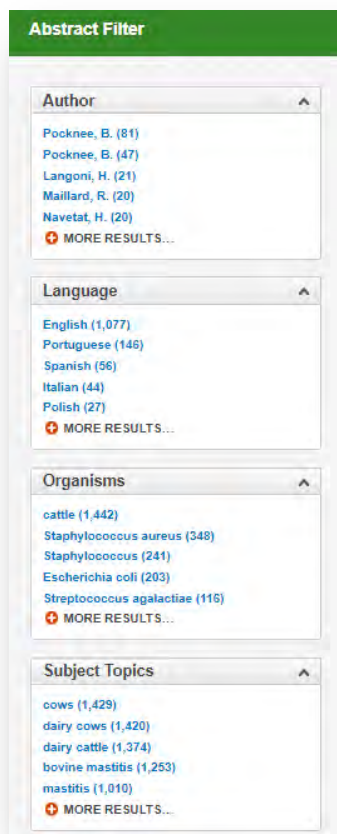 Abstract Filter
Author
Pocknee, B. (81)
Pocknee, B. (47)
Langoni, H. (21)
Maillard, R. (20)
Navetat, H. (20)
MORE RESULTS...
Language
English (1,077)
Portuguese (146)
Spanish (56)
Italian (44)
Polish (27)
MORE RESULTS...
Organisms
cattle (1,442)
Staphylococcus aureus (348)
Staphylococcus (241)
Escherichia coli (203)
Streptococcus agalactiae (116)
MORE RESULTS...
Subject Topics
cows (1,429)
dairy cows (1,420)
dairy cattle (1,374)
bovine mastitis (1,253)
mastitis (1,010)
MORE RESULTS...